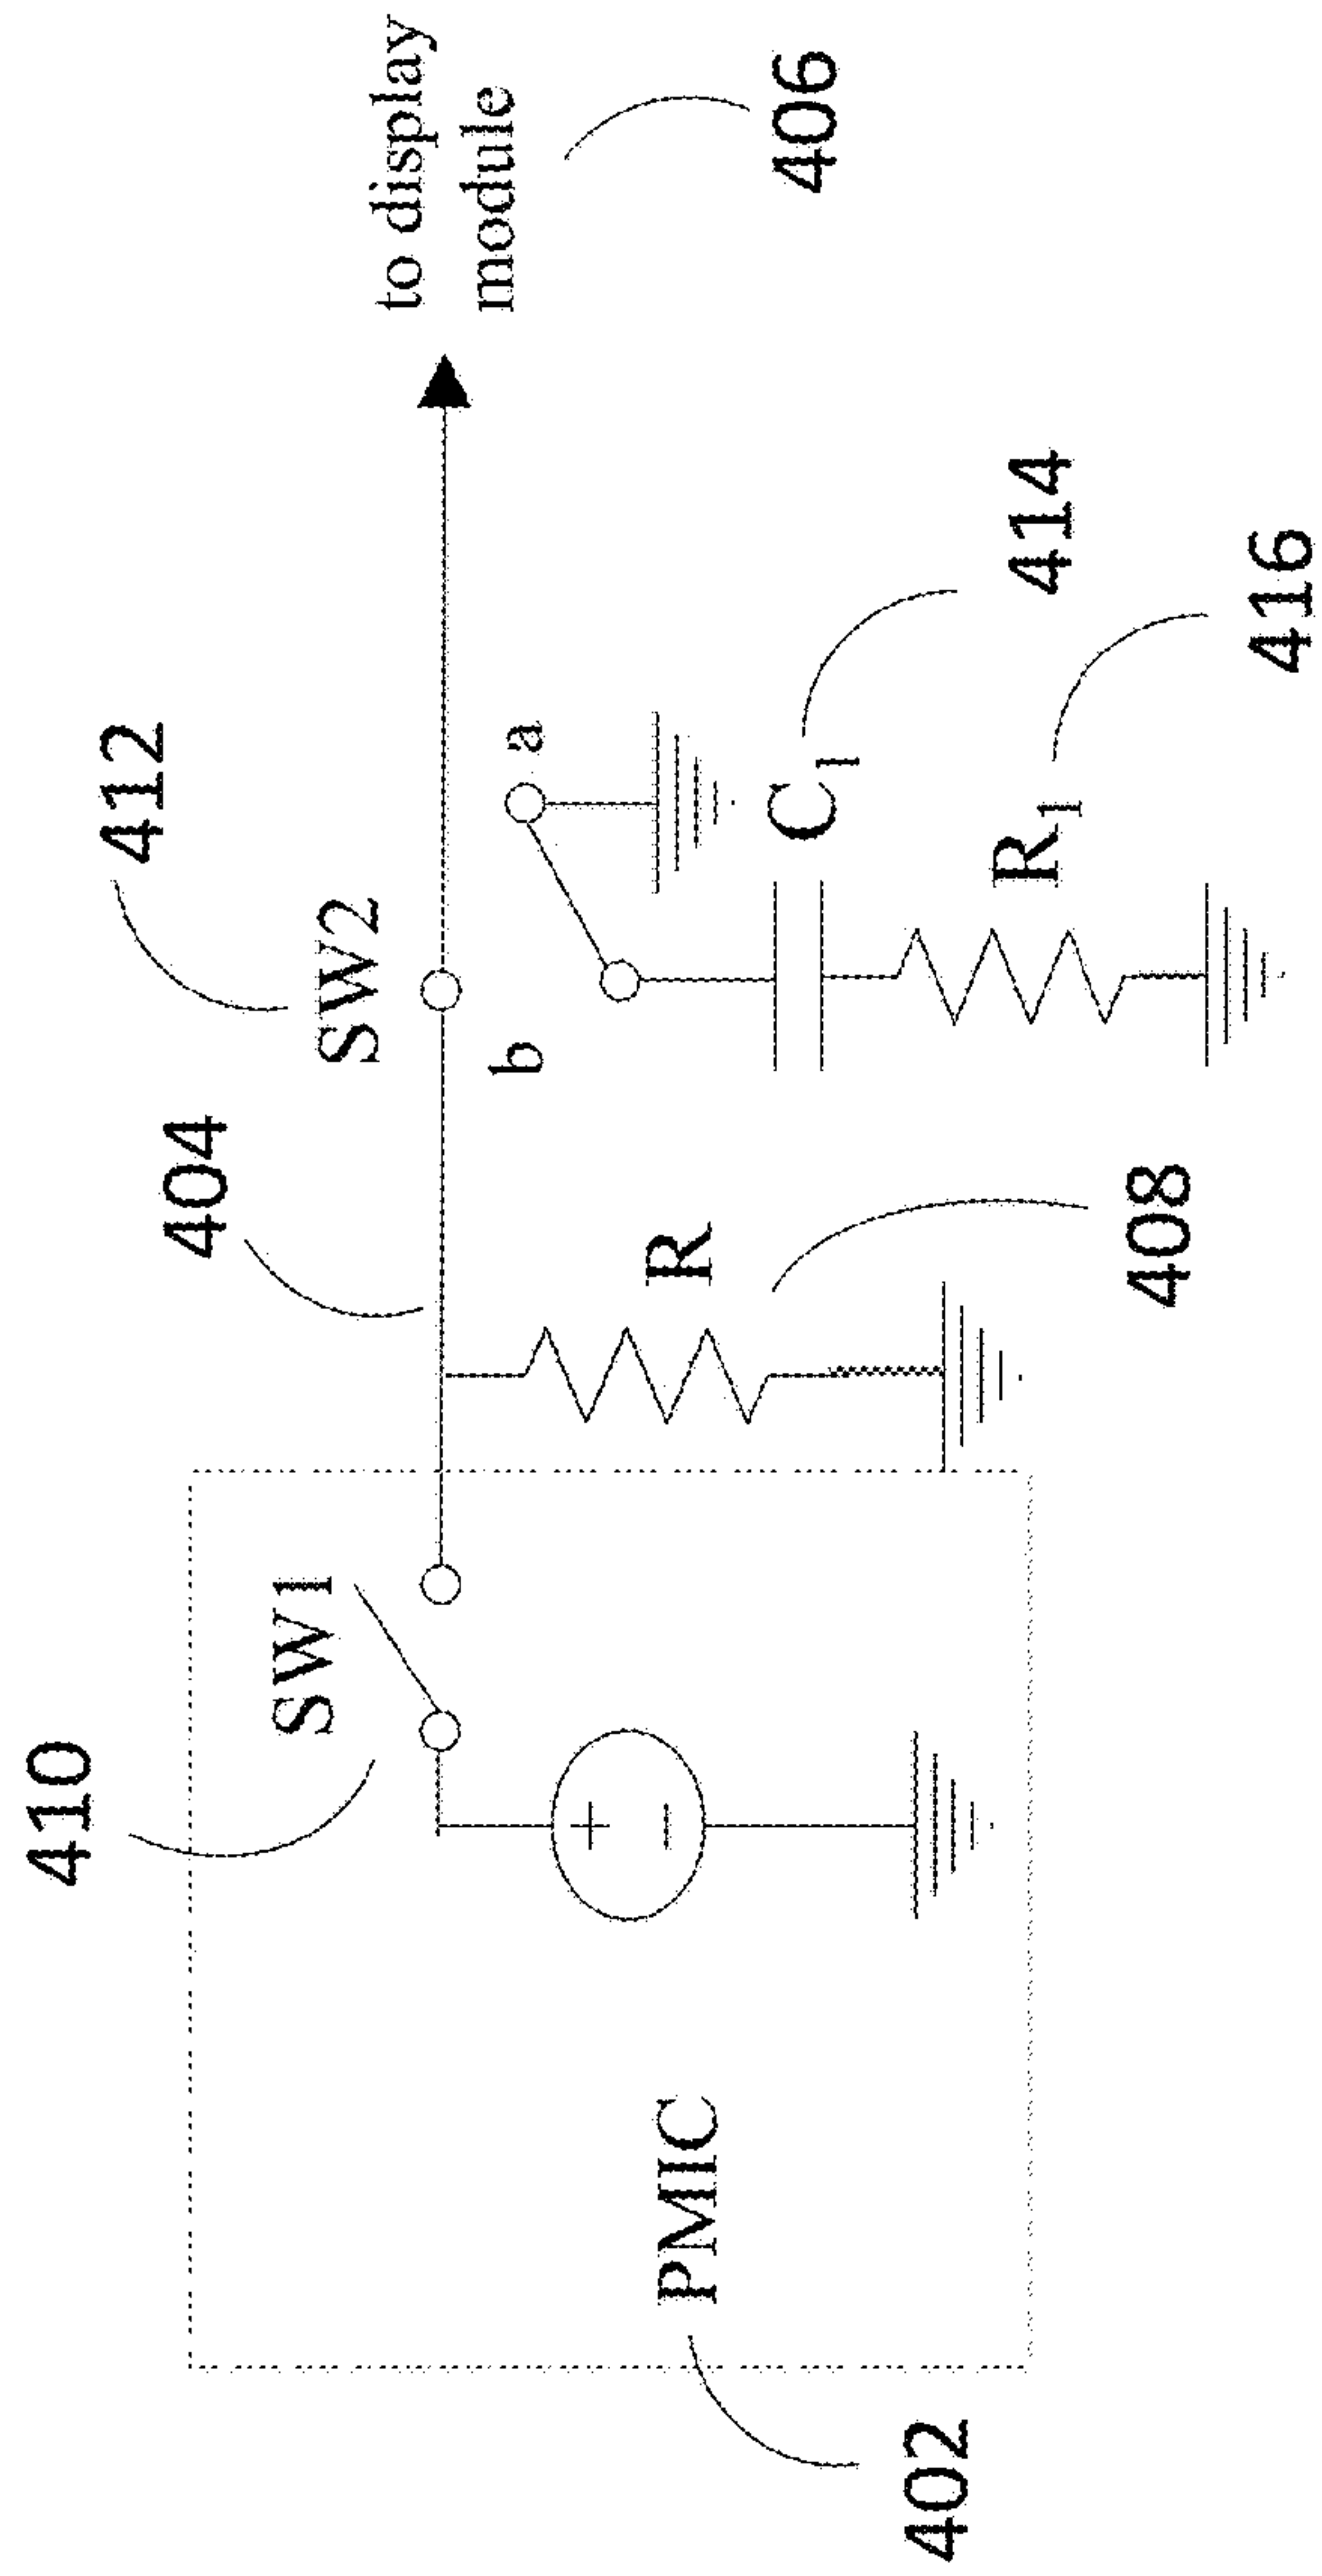 410
412
404
SW1
SW2
to display
module
b
a
406
R
C1
414
PMIC
408
R1
416
402